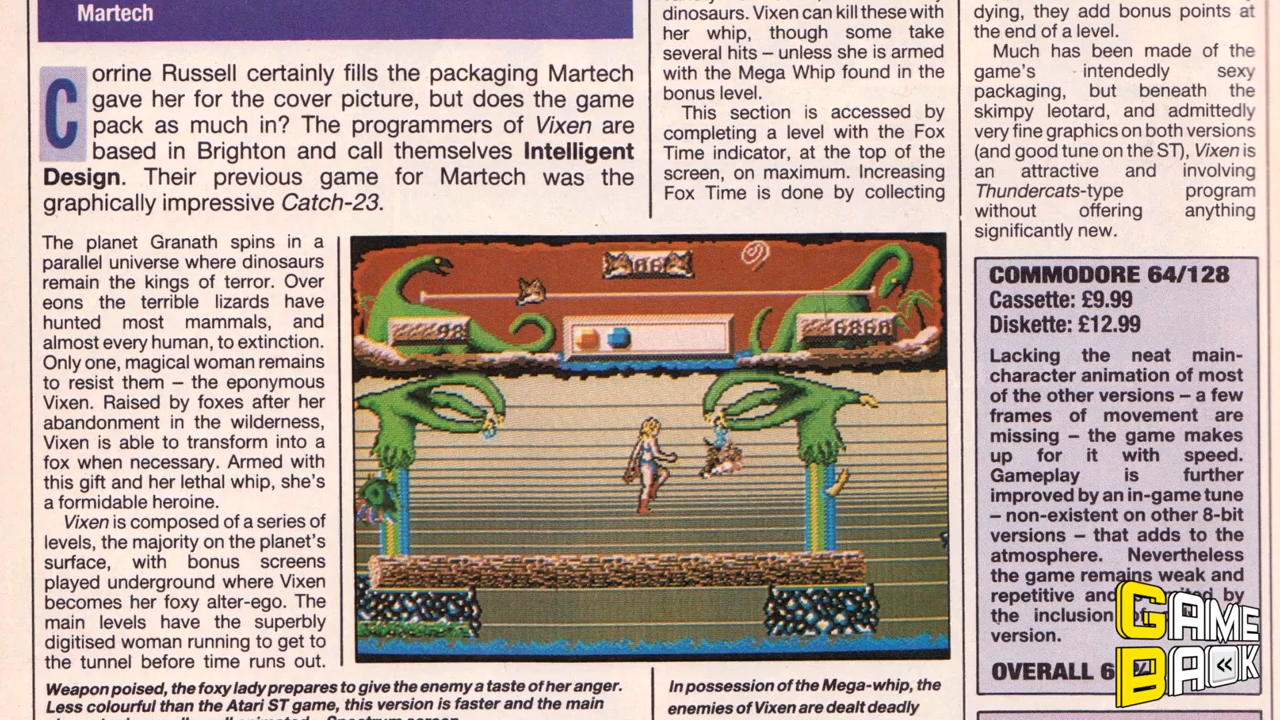 Martech
Corrine Russell certainly fills the packaging Martech
gave her for the cover picture, but does the game
pack as much in? The programmers of Vixen are
based in Brighton and call themselves Intelligent
Design. Their previous game for Martech was the
graphically impressive Catch-23.
The planet Granath spins in a
parallel universe where dinosaurs
remain the kings of terror. Over
eons the terrible lizards have
hunted most mammals, and
almost every human, to extinction.
Only one, magical woman remains
to resist them – the eponymous
Vixen. Raised by foxes after her
abandonment in the wilderness,
Vixen is able to transform into a
fox when necessary. Armed with
this gift and her lethal whip, she's
a formidable heroine.
Vixen is composed of a series of
levels, the majority on the planet's
surface, with bonus screens
played underground where Vixen
becomes her foxy alter-ego. The
main levels have the superbly
digitised woman running to get to
the tunnel before time runs out.
dinosaurs. Vixen can kill these with
her whip, though some take
several hits – unless she is armed
with the Mega Whip found in the
bonus level.
This section is accessed by
completing a level with the Fox
Time indicator, at the top of the
screen, on maximum. Increasing
Fox Time is done by collecting
98
6860
Weapon poised, the foxy lady prepares to give the enemy a taste of her anger.
Less colourful than the Atari ST game, this version is faster and the main
In possession of the Mega-whip, the
enemies of Vixen are dealt deadly
dying, they add bonus points at
the end of a level.
Much has been made of the
game's intendedly sexy
packaging, but beneath the
skimpy leotard, and admittedly
very fine graphics on both versions
(and good tune on the ST), Vixen is
an attractive and involving
Thundercats-type program
without offering anything
significantly new.
COMMODORE 64/128
Cassette: £9.99
Diskette: £12.99
Lacking the neat main-
character animation of most
of the other versions – a few
frames of movement are
missing – the game makes
up for it with speed.
Gameplay is further
improved by an in-game tune
– non-existent on other 8-bit
versions – that adds to the
atmosphere. Nevertheless
the game remains weak and
repetitive and by
the inclusion
version.
OVERALL 6
GAME
BACK